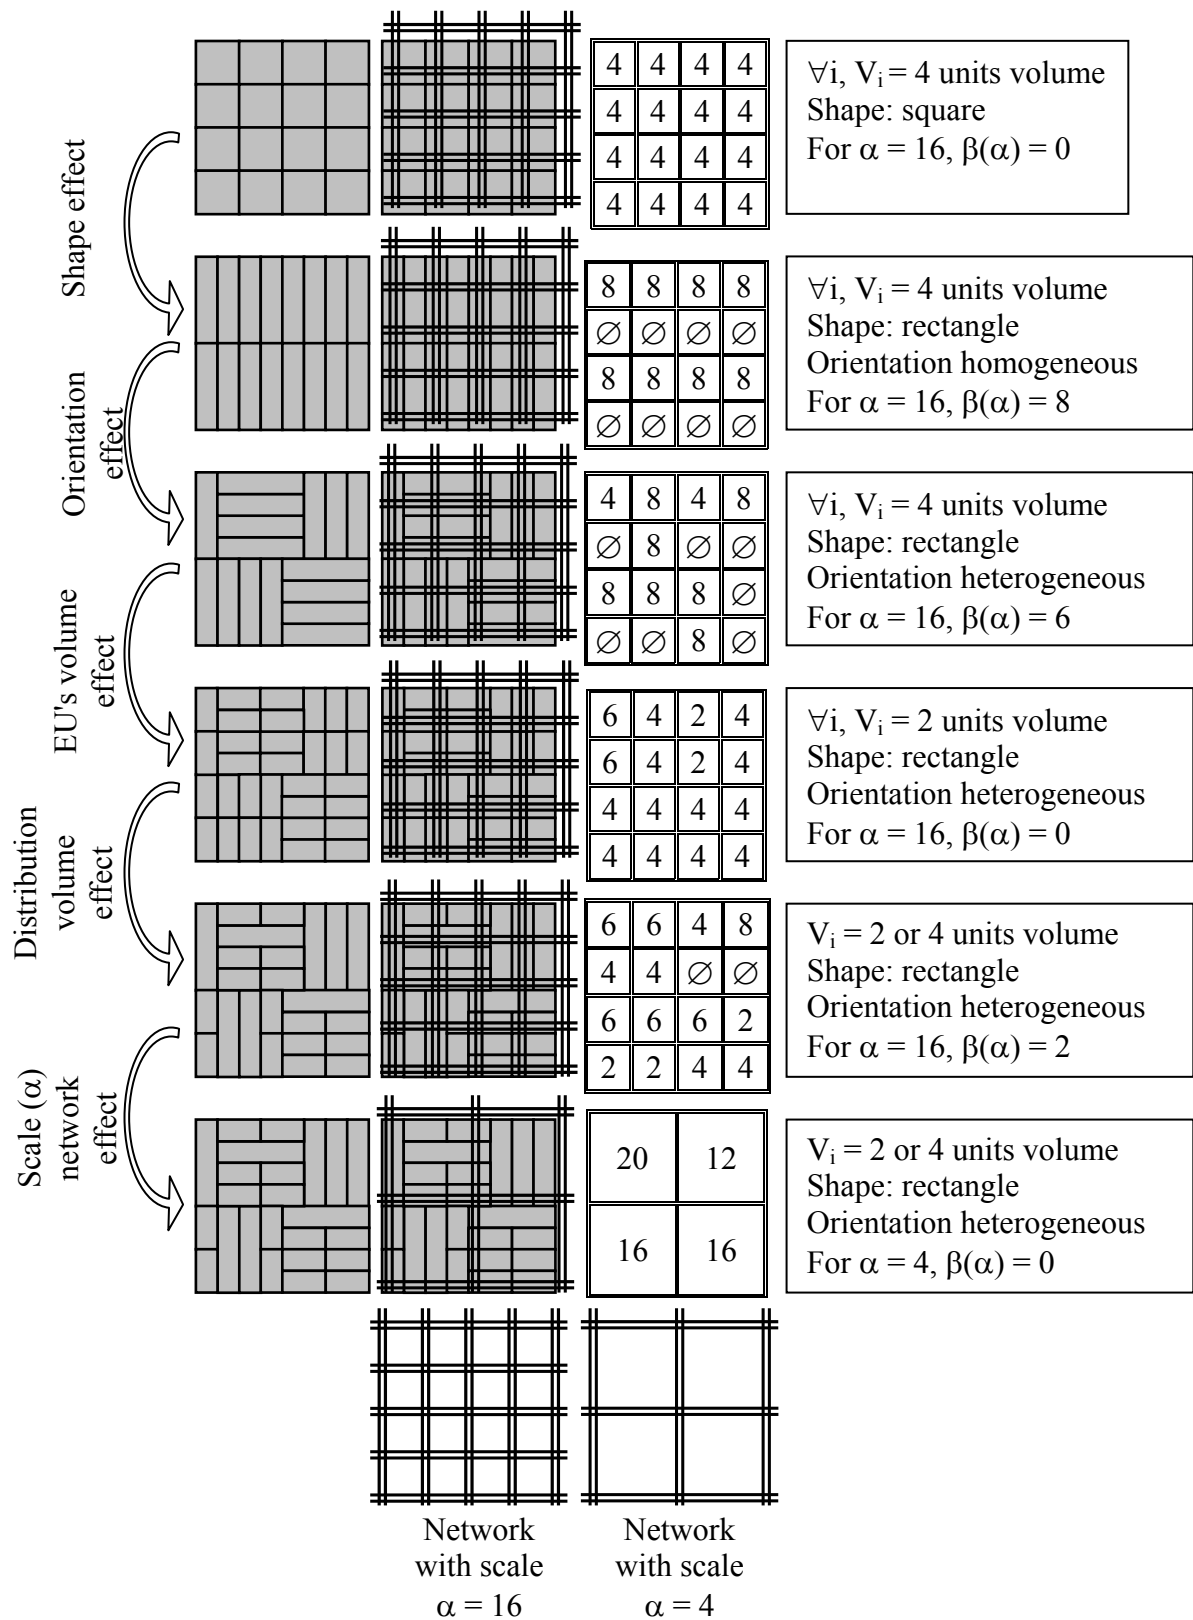 4 4 4 4
4 4 4 4
4 4 4 4
4 4 4 4
∀i, Vi = 4 units volume
Shape: square
For α = 16, β(α) = 0
Shape effect
8 8 8 8
∅ ∅ ∅ ∅
8 8 8 8
∅ ∅ ∅ ∅
∀i, Vi = 4 units volume
Shape: rectangle
Orientation homogeneous
For α = 16, β(α) = 8
Orientation
effect
4 8 4 8
∅ 8 ∅ ∅
8 8 8 ∅
∅ ∅ 8 ∅
∀i, Vi = 4 units volume
Shape: rectangle
Orientation heterogeneous
For α = 16, β(α) = 6
EU's volume
effect
6 4 2 4
6 4 2 4
4 4 4 4
4 4 4 4
∀i, Vi = 2 units volume
Shape: rectangle
Orientation heterogeneous
For α = 16, β(α) = 0
Distribution
volume
effect
6 6 4 8
4 4 ∅ ∅
6 6 6 2
2 2 4 4
Vi = 2 or 4 units volume
Shape: rectangle
Orientation heterogeneous
For α = 16, β(α) = 2
Scale (α)
network
effect
20 12
16 16
Vi = 2 or 4 units volume
Shape: rectangle
Orientation heterogeneous
For α = 4, β(α) = 0
Network
with scale
α = 16
Network
with scale
α = 4